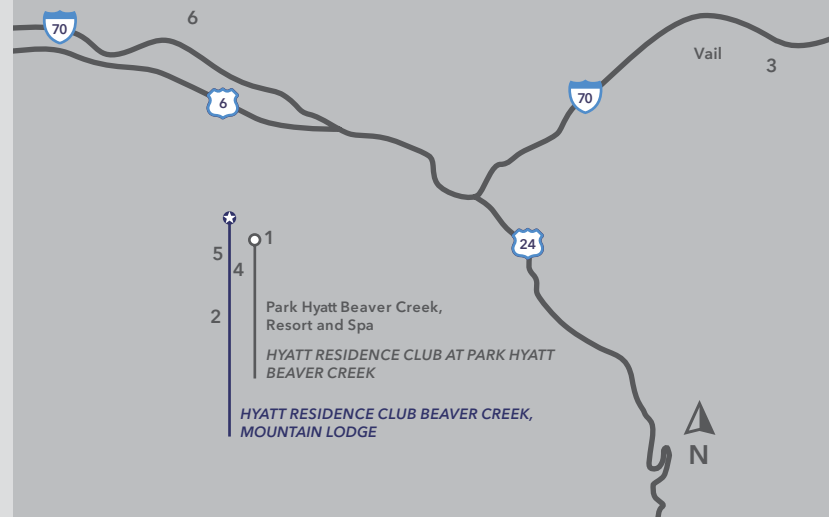 70
6
6
Vail
3
70
24
1
5
4
2
Park Hyatt Beaver Creek,
Resort and Spa
HYATT RESIDENCE CLUB AT PARK HYATT
BEAVER CREEK
HYATT RESIDENCE CLUB BEAVER CREEK,
MOUNTAIN LODGE
N